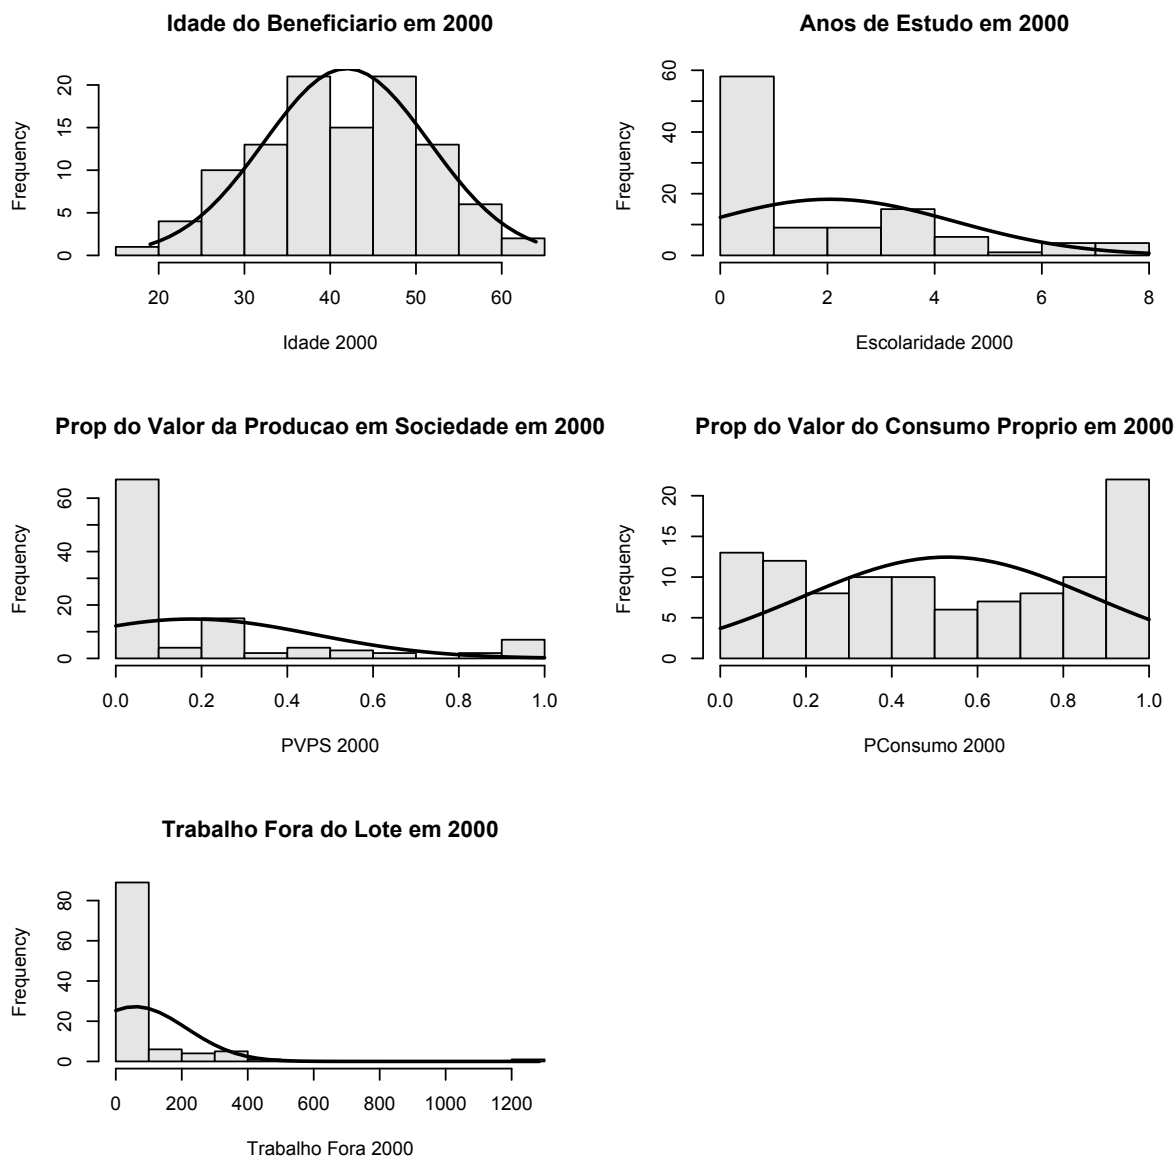 Idade do Beneficiario em 2000
Frequency
0 5 10 15 20
20 30 40 50 60
Idade 2000
Anos de Estudo em 2000
Frequency
0 20 40 60
0 2 4 6 8
Escolaridade 2000
Prop do Valor da Producao em Sociedade em 2000
Frequency
0 20 40 60
0.0 0.2 0.4 0.6 0.8 1.0
PVPS 2000
Prop do Valor do Consumo Proprio em 2000
Frequency
0 5 10 15 20
0.0 0.2 0.4 0.6 0.8 1.0
PConsumo 2000
Trabalho Fora do Lote em 2000
Frequency
0 20 40 60 80
0 200 400 600 800 1000 1200
Trabalho Fora 2000